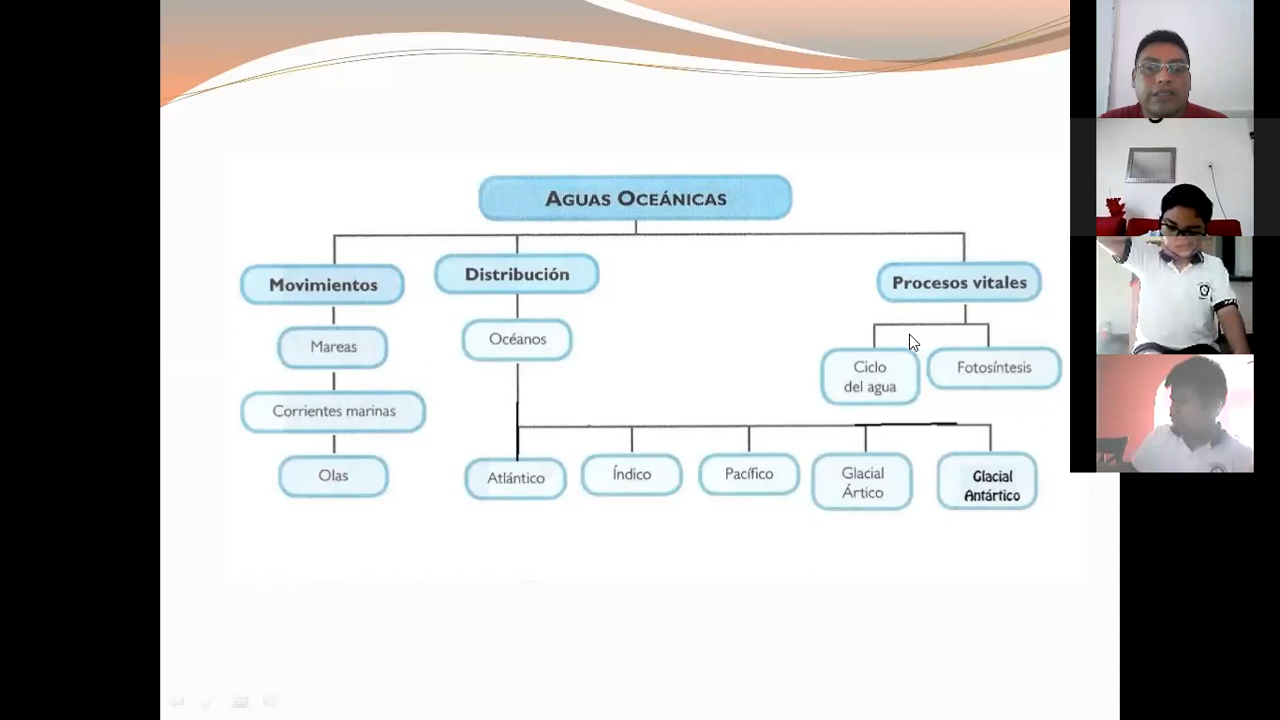 AGUAS OCEÁNICAS
Movimientos
Distribución
Procesos vitales
Mareas
Océanos
Ciclo
del agua
Fotosíntesis
Corrientes marinas
Olas
Atlántico
Índico
Pacífico
Glacial
Ártico
Glacial
Antártico